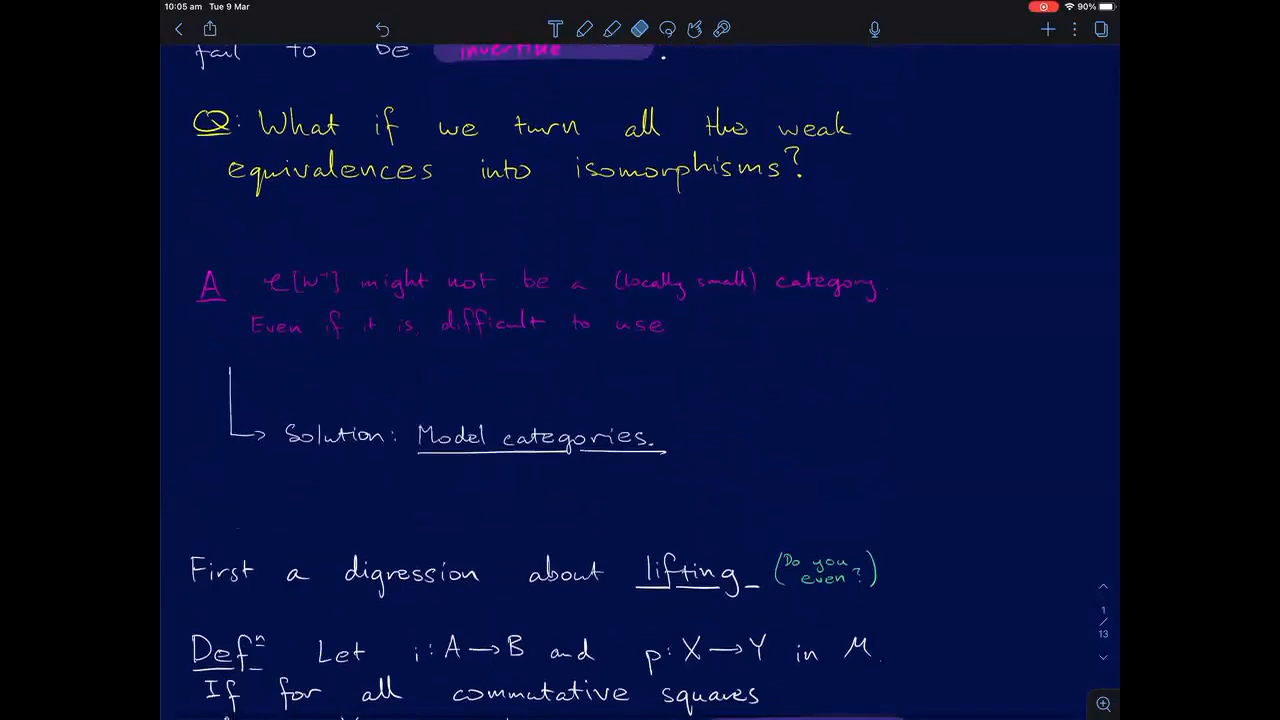 10:05 am Tue 9 Mar
90%
fail to be invertible.
Q: What if we turn all the weak
equivalences into isomorphisms?
A 𝒞[W⁻¹] might not be a (locally small) category.
Even if it is, difficult to use
Solution: Model categories.
First a digression about lifting (Do you even?)
Defⁿ Let i: A → B and p: X → Y in M.
If for all commutative squares
1
/
13